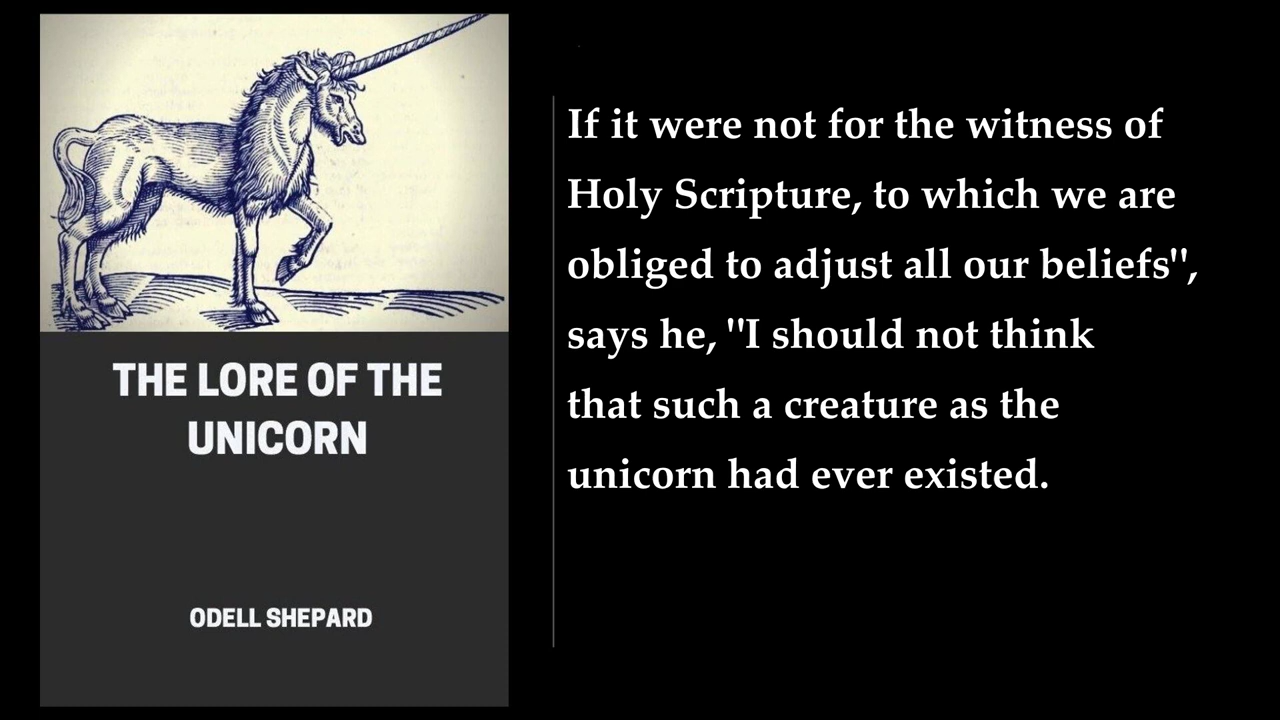 THE LORE OF THE
UNICORN
ODELL SHEPARD
If it were not for the witness of
Holy Scripture, to which we are
obliged to adjust all our beliefs",
says he, "I should not think
that such a creature as the
unicorn had ever existed.